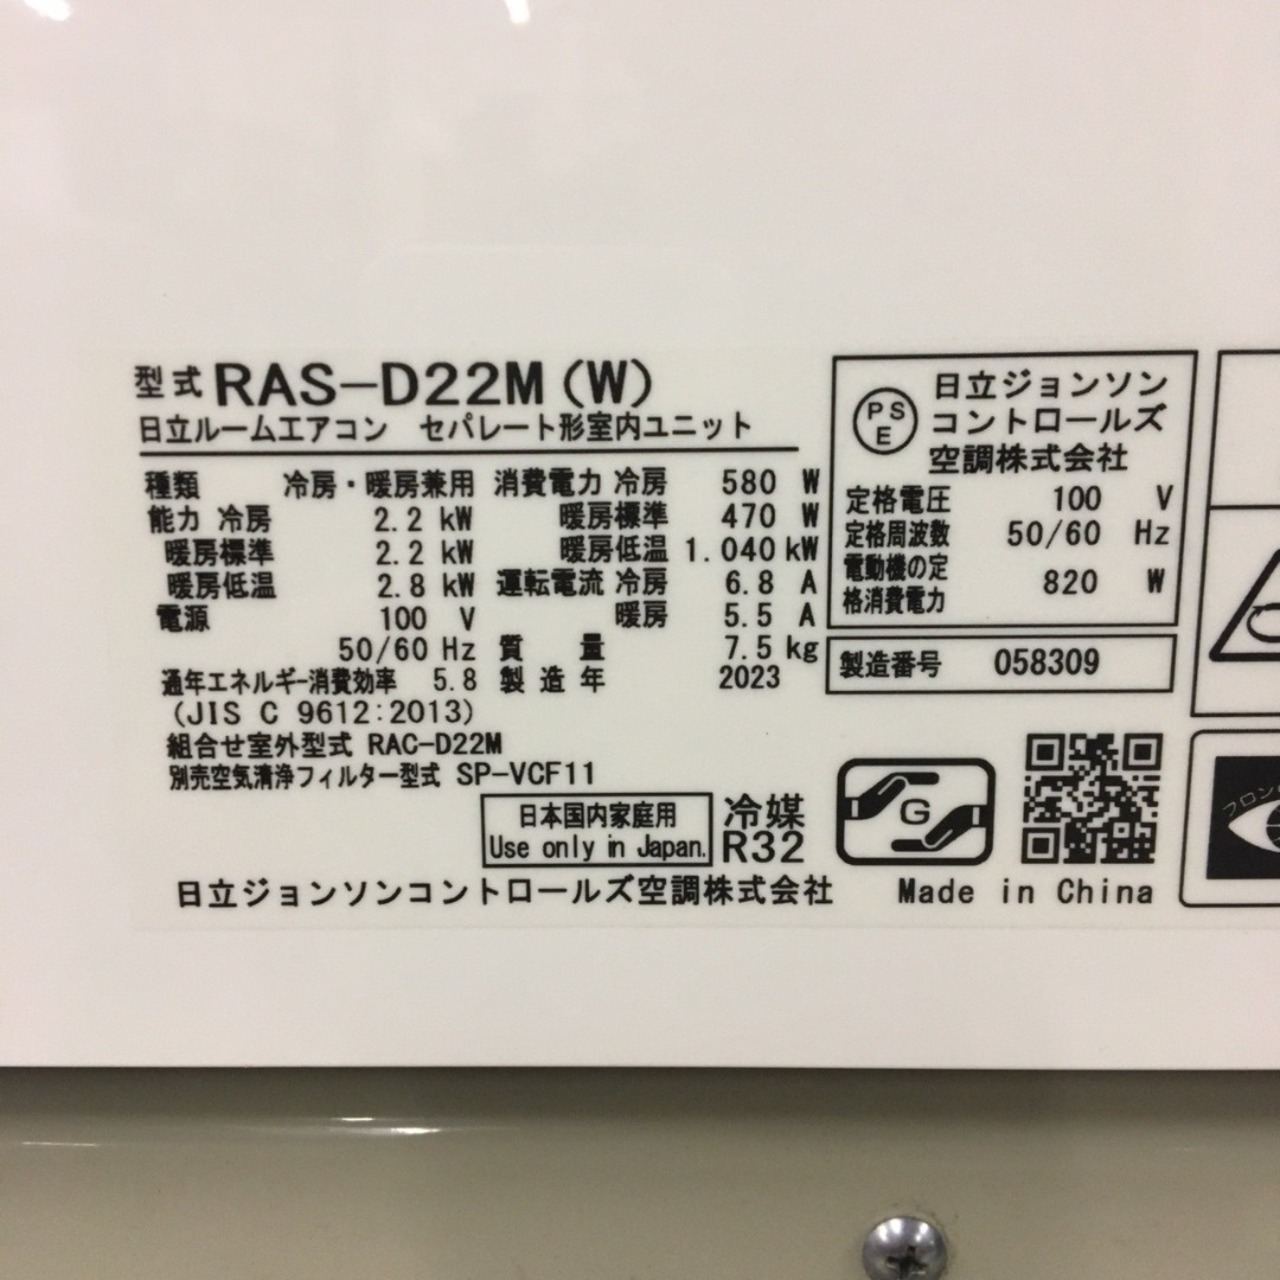 型式 RAS-D22M(W)
日立ルームエアコン セパレート形室内ユニット
種類 冷房・暖房兼用
能力 冷房 2.2 kW
暖房標準 2.2 kW
暖房低温 2.8 kW
電源 100 V
50/60 Hz
通年エネルギー消費効率 5.8
(JIS C 9612:2013)
消費電力 冷房 580 W
暖房標準 470 W
暖房低温 1.040 kW
運転電流 冷房 6.8 A
暖房 5.5 A
質量 7.5 kg
製造年 2023
組合せ室外型式 RAC-D22M
別売空気清浄フィルター型式 SP-VCF11
日本国内家庭用
Use only in Japan.
冷媒
R32
日立ジョンソンコントロールズ空調株式会社
PS
E
日立ジョンソン
コントロールズ
空調株式会社
定格電圧 100 V
定格周波数 50/60 Hz
電動機の定
格消費電力 820 W
製造番号 058309
G
Made in China
フロン